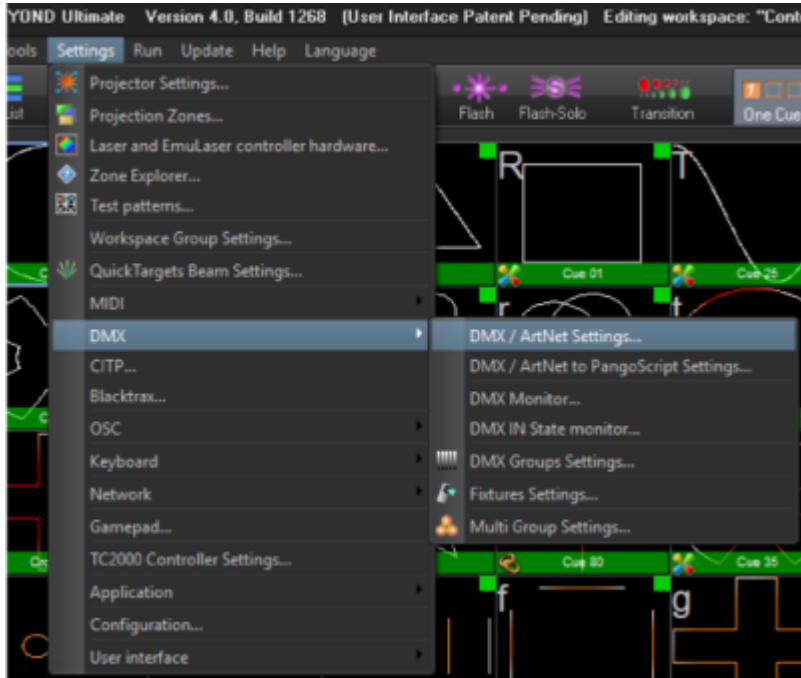 YOND Ultimate Version 4.0, Build 1268 (User Interface Patent Pending) Editing workspace: "Cont
ools Settings Run Update Help Language
ist Flash Flash-Solo Transition One Cue
Projector Settings...
Projection Zones...
Laser and EmuLaser controller hardware...
Zone Explorer...
Test patterns...
Workspace Group Settings...
QuickTargets Beam Settings...
MIDI
DMX
CITP...
Blacktrax...
OSC
Keyboard
Network
Gamepad...
TC2000 Controller Settings...
Application
Configuration...
User interface
DMX / ArtNet Settings...
DMX / ArtNet to PangoScript Settings...
DMX Monitor...
DMX IN State monitor...
DMX Groups Settings...
Fixtures Settings...
Multi Group Settings...
R T
Cue 01 Cue 25
r t
Cue 80 Cue 35
f g